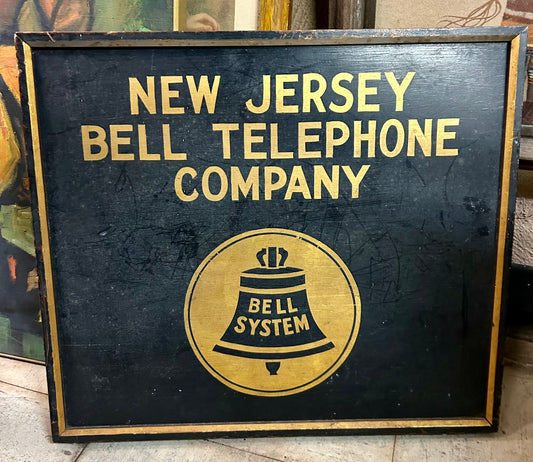 NEW JERSEY
BELL TELEPHONE
COMPANY
BELL
SYSTEM